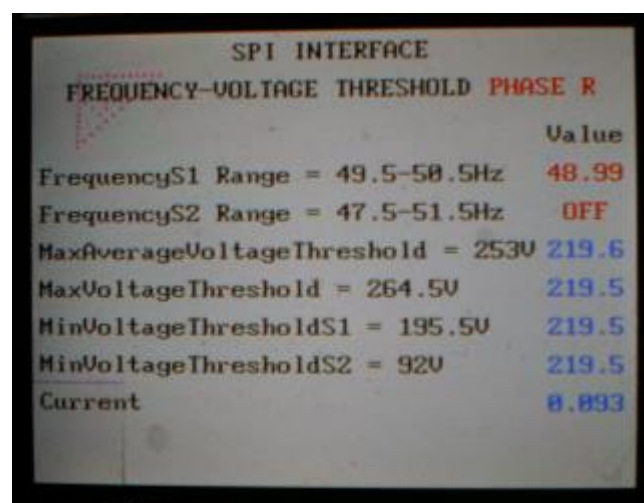 SPI INTERFACE
FREQUENCY-VOLTAGE THRESHOLD PHASE R
Value
FrequencyS1 Range = 49.5-50.5Hz 48.99
FrequencyS2 Range = 47.5-51.5Hz OFF
MaxAverageVoltageThreshold = 253V 219.6
MaxVoltageThreshold = 264.5V 219.5
MinVoltageThresholdS1 = 195.5V 219.5
MinVoltageThresholdS2 = 92V 219.5
Current 0.093